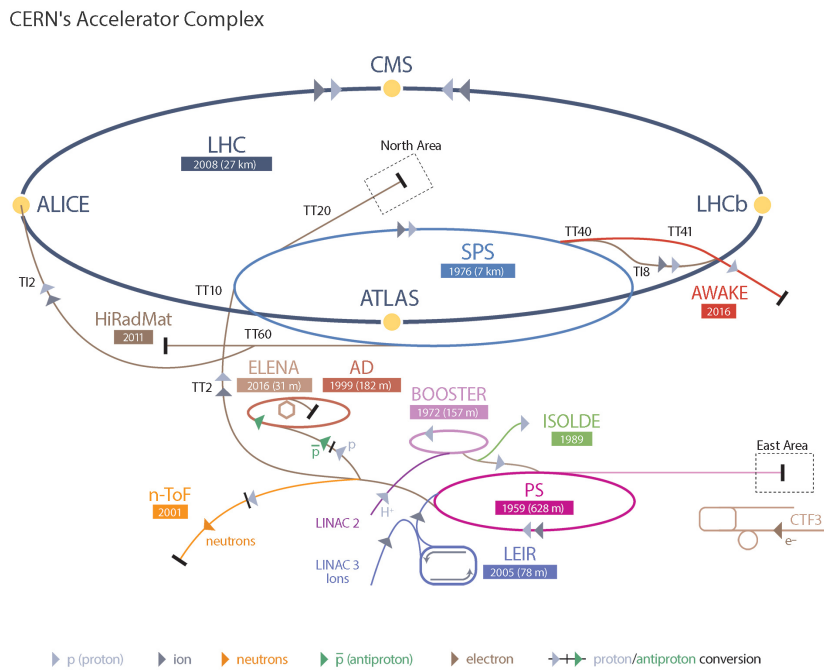 CERN's Accelerator Complex
CMS
LHC
2008 (27 km)
North Area
ALICE
LHCb
TT20
TT40
TT41
SPS
1976 (7 km)
TI8
TI2
TT10
ATLAS
AWAKE
2016
HiRadMat
2011
TT60
ELENA
2016 (31 m)
AD
1999 (182 m)
TT2
BOOSTER
1972 (157 m)
ISOLDE
1989
p
p̅
East Area
n-ToF
2001
PS
1959 (628 m)
H⁺
LINAC 2
neutrons
CTF3
e–
LEIR
2005 (78 m)
LINAC 3
Ions
p (proton)
ion
neutrons
p̅ (antiproton)
electron
proton/antiproton conversion